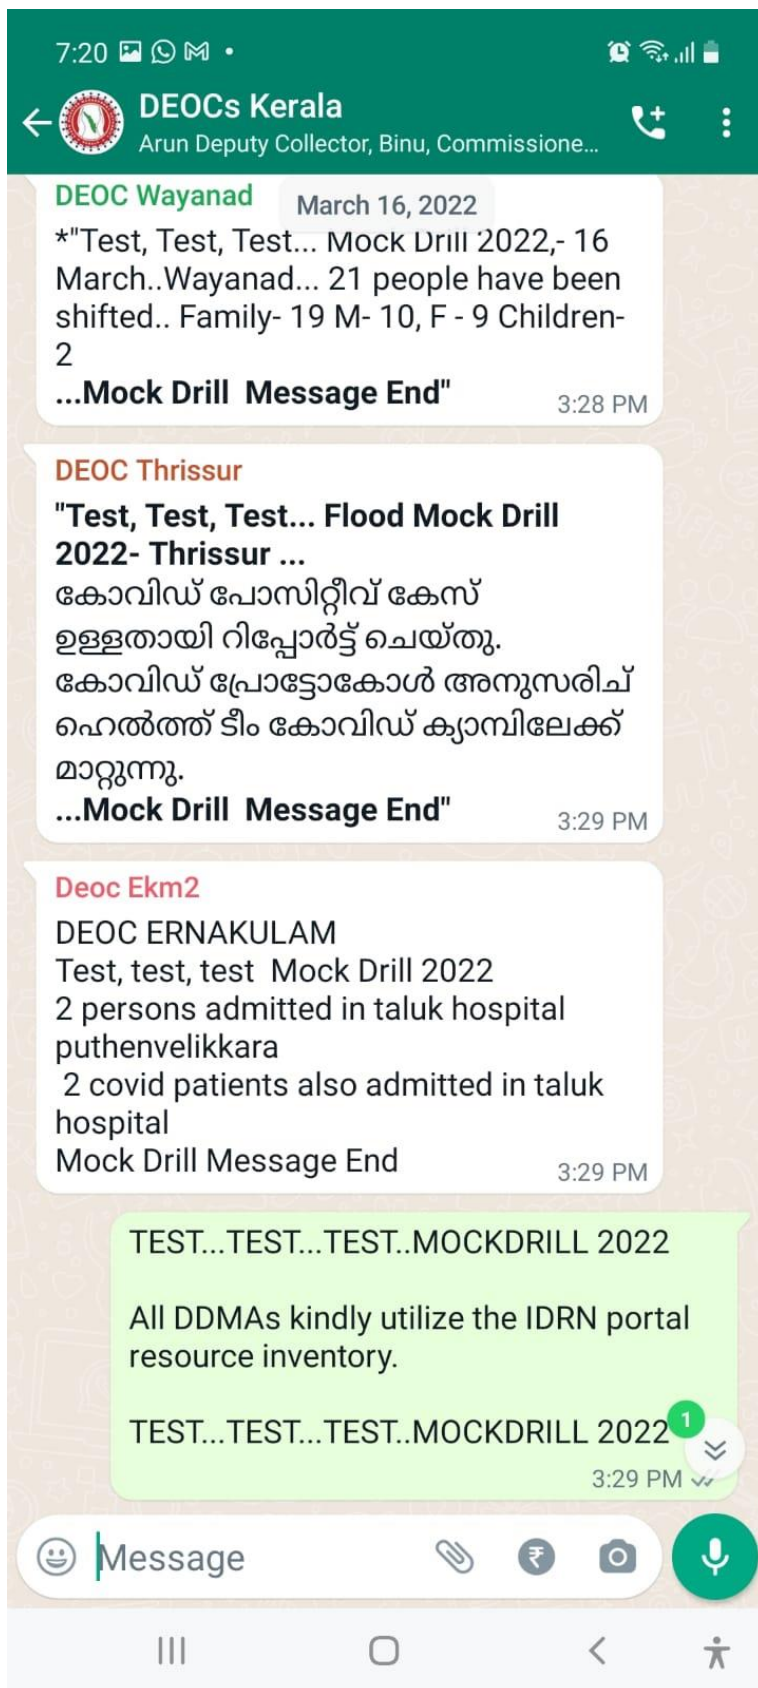 7:20
DEOCs Kerala
Arun Deputy Collector, Binu, Commissione...
DEOC Wayanad
March 16, 2022
*"Test, Test, Test... Mock Drill 2022,- 16
March..Wayanad... 21 people have been
shifted.. Family- 19 M- 10, F - 9 Children-
2
...Mock Drill  Message End"
3:28 PM
DEOC Thrissur
"Test, Test, Test... Flood Mock Drill
2022- Thrissur ...
കോവിഡ് പോസിറ്റീവ് കേസ്
ഉള്ളതായി റിപ്പോർട്ട് ചെയ്തു.
കോവിഡ് പ്രോട്ടോകോൾ അനുസരിച്
ഹെൽത്ത് ടീം കോവിഡ് ക്യാമ്പിലേക്ക്
മാറ്റുന്നു.
...Mock Drill  Message End"
3:29 PM
Deoc Ekm2
DEOC ERNAKULAM
Test, test, test  Mock Drill 2022
2 persons admitted in taluk hospital
puthenvelikkara
2 covid patients also admitted in taluk
hospital
Mock Drill Message End
3:29 PM
TEST...TEST...TEST..MOCKDRILL 2022
All DDMAs kindly utilize the IDRN portal
resource inventory.
TEST...TEST...TEST..MOCKDRILL 2022
1
3:29 PM
Message